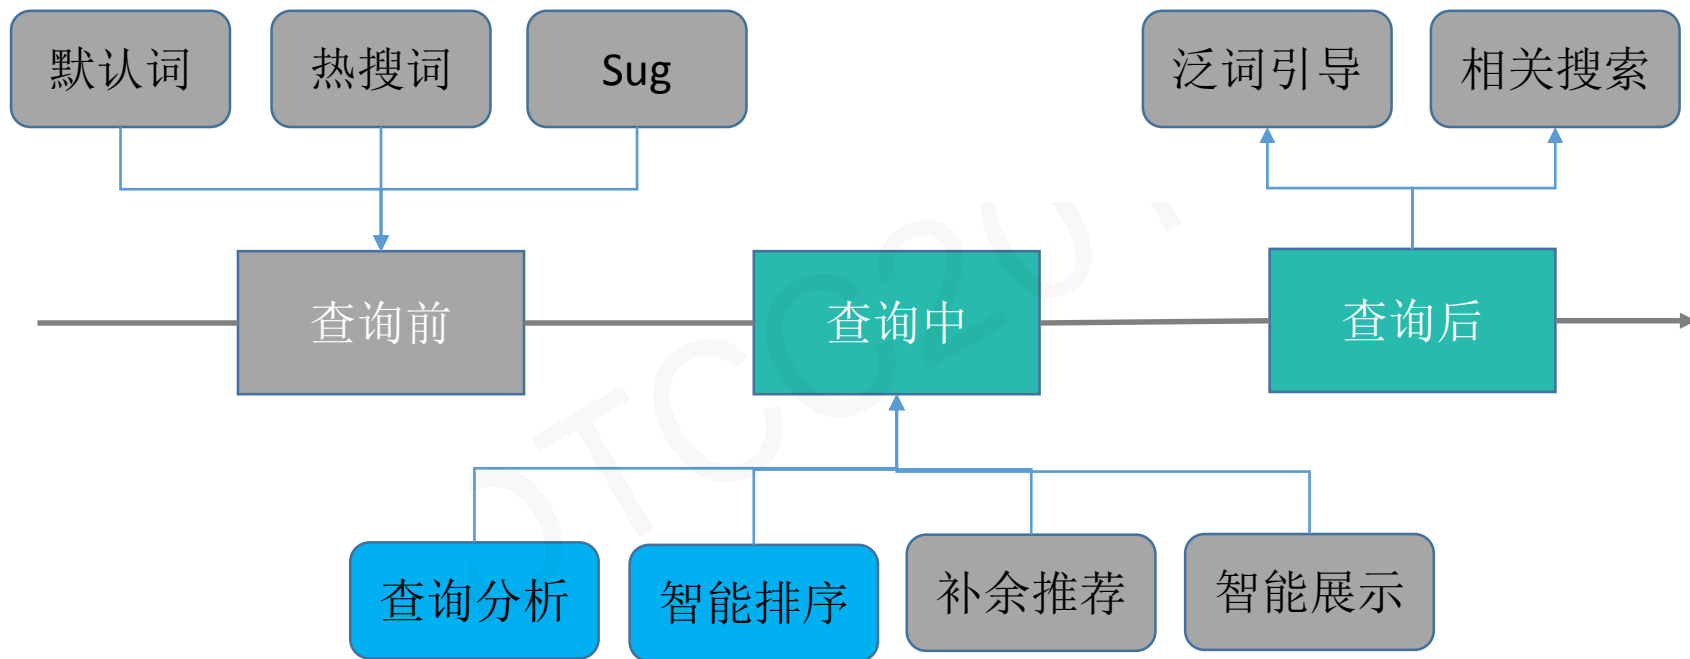 默认词
热搜词
Sug
泛词引导
相关搜索
查询前
查询中
查询后
查询分析
智能排序
补余推荐
智能展示